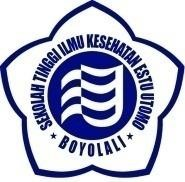 SEKOLAH TINGGI ILMU KESEHATAN ESTU UTOMO
BOYOLALI